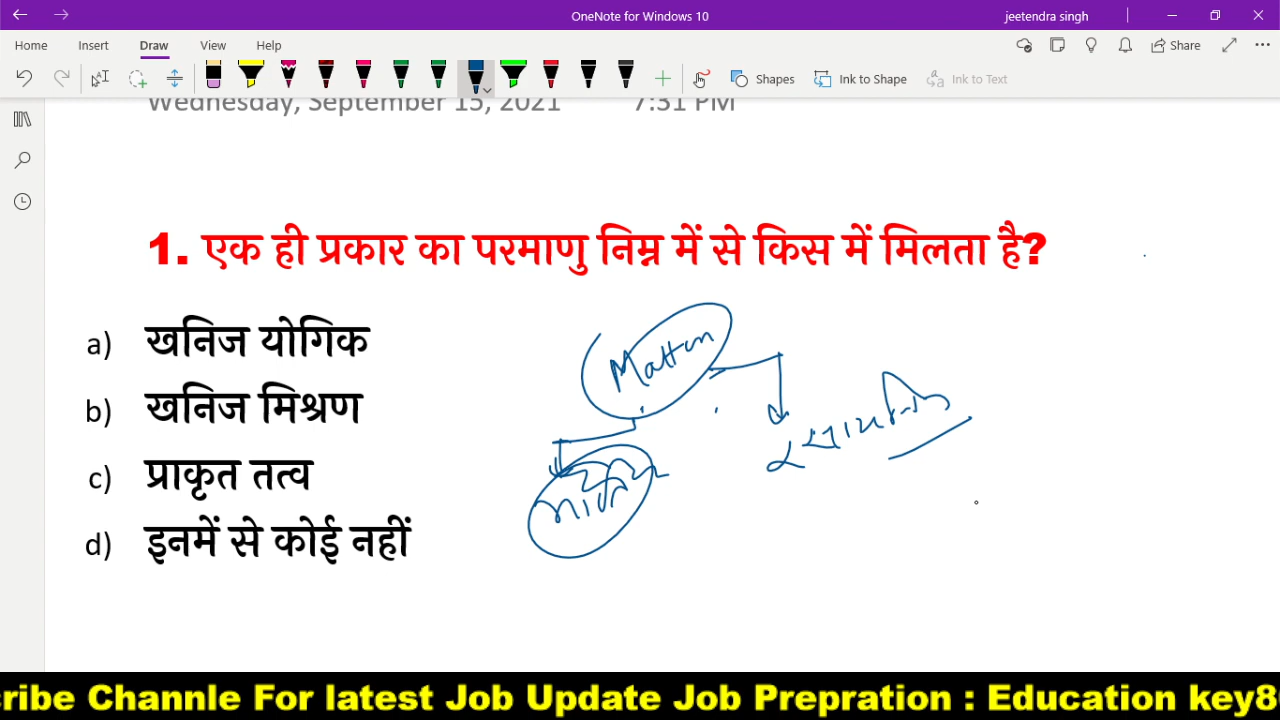 OneNote for Windows 10
jeetendra singh
Home Insert Draw View Help
Share
Shapes
Ink to Shape
Ink to Text
Wednesday, September 15, 2021 7:31 PM
1. एक ही प्रकार का परमाणु निम्न में से किस में मिलता है?
a) खनिज योगिक
b) खनिज मिश्रण
c) प्राकृत तत्व
d) इनमें से कोई नहीं
cribe Channle For latest Job Update Job Prepration : Education key8